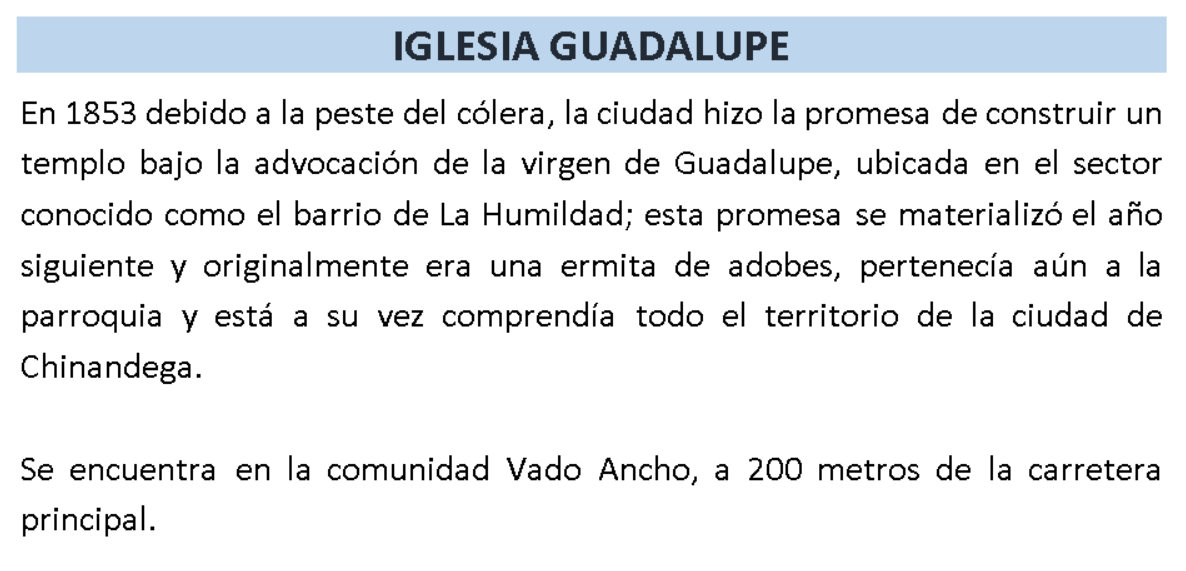 IGLESIA GUADALUPE
En 1853 debido a la peste del cólera, la ciudad hizo la promesa de construir un
templo bajo la advocación de la virgen de Guadalupe, ubicada en el sector
conocido como el barrio de La Humildad; esta promesa se materializó el año
siguiente y originalmente era una ermita de adobes, pertenecía aún a la
parroquia y está a su vez comprendía todo el territorio de la ciudad de
Chinandega.
Se encuentra en la comunidad Vado Ancho, a 200 metros de la carretera
principal.